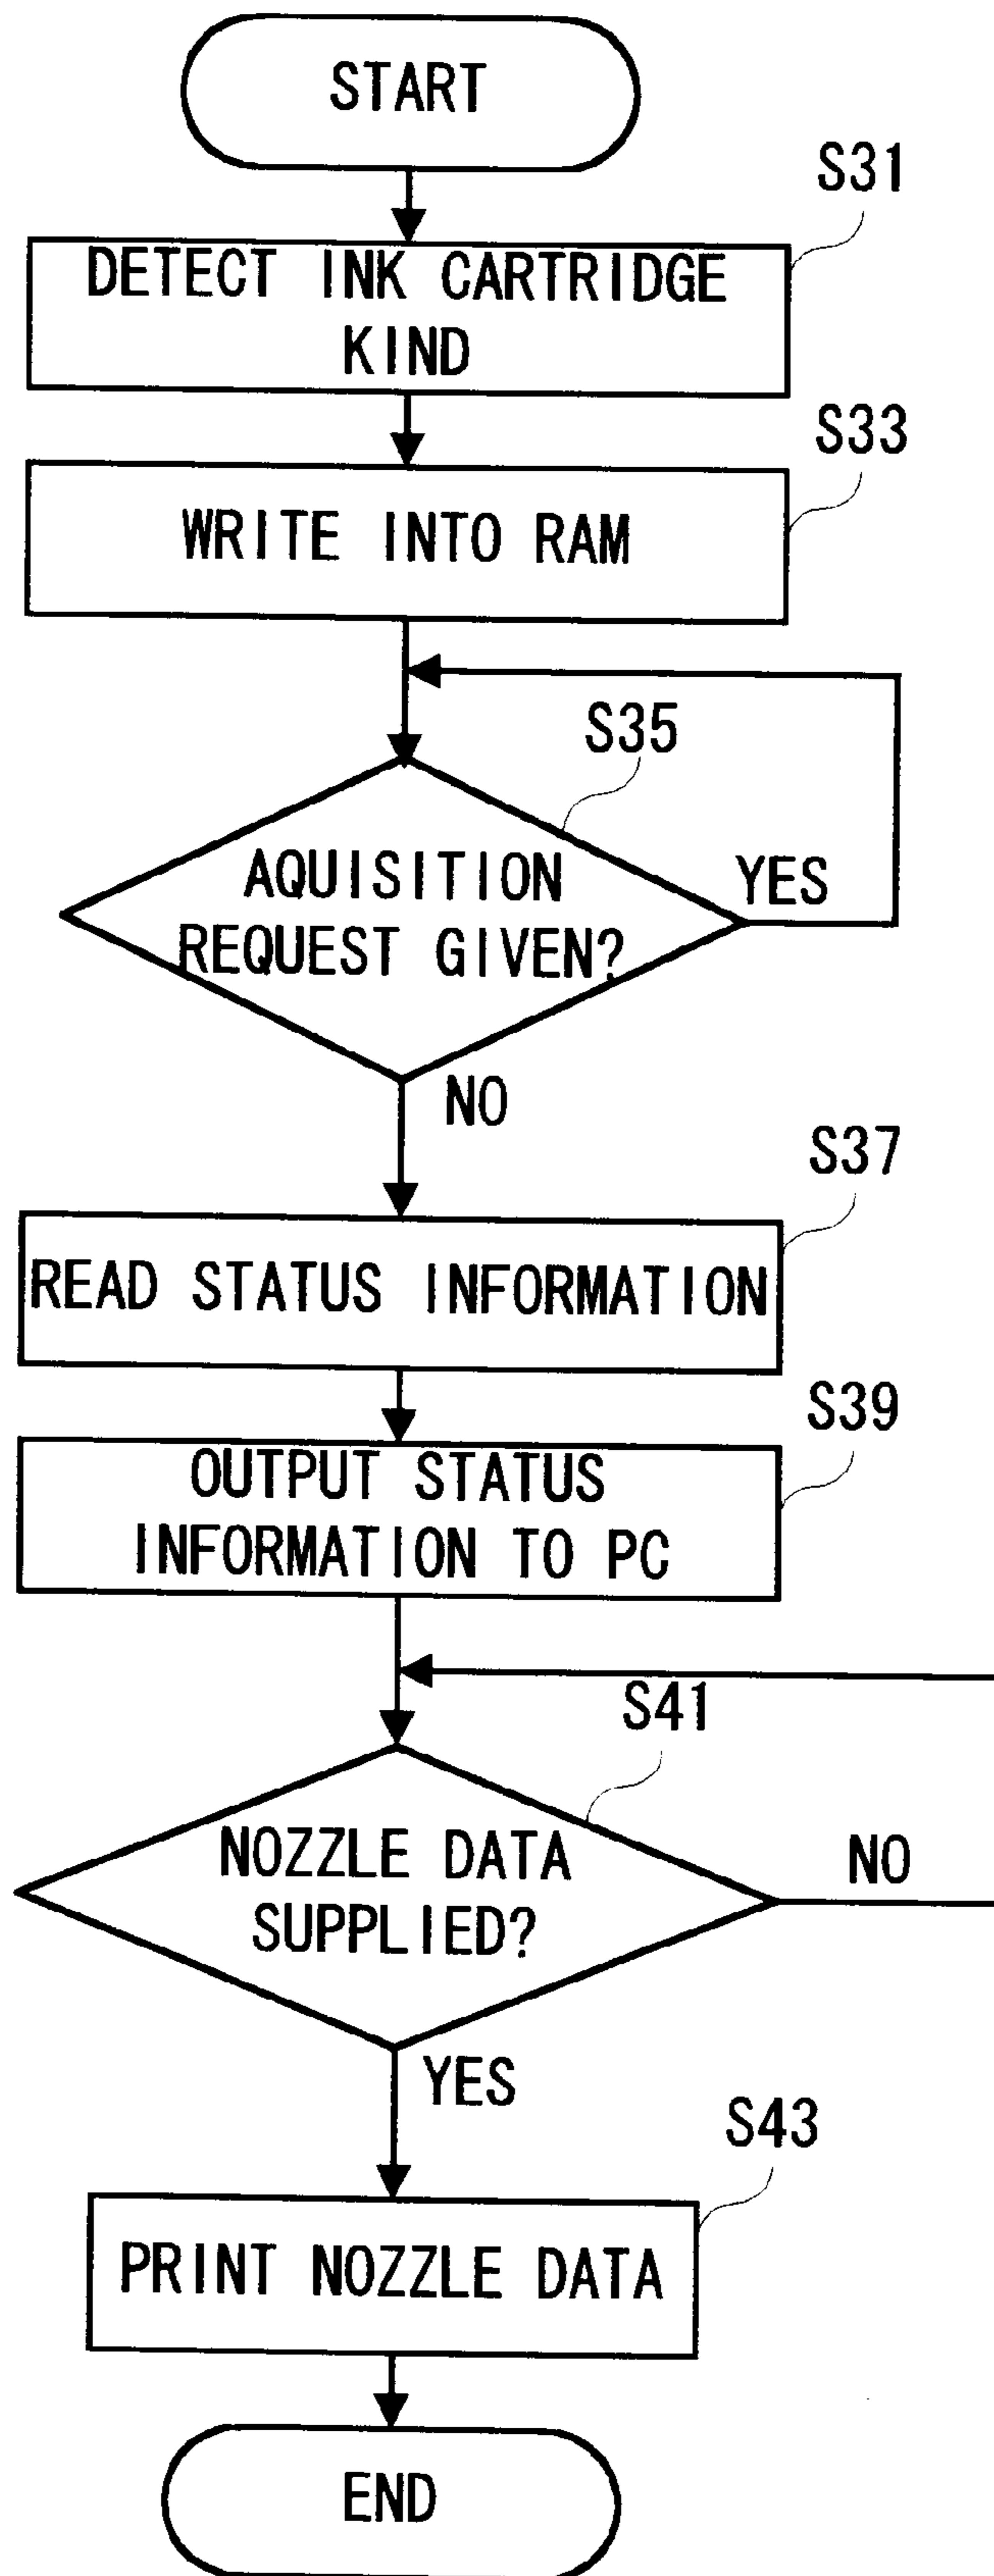 START
S31
DETECT INK CARTRIDGE
KIND
S33
WRITE INTO RAM
S35
AQUISITION
REQUEST GIVEN?
YES
NO
S37
READ STATUS INFORMATION
S39
OUTPUT STATUS
INFORMATION TO PC
S41
NOZZLE DATA
SUPPLIED?
NO
YES
S43
PRINT NOZZLE DATA
END